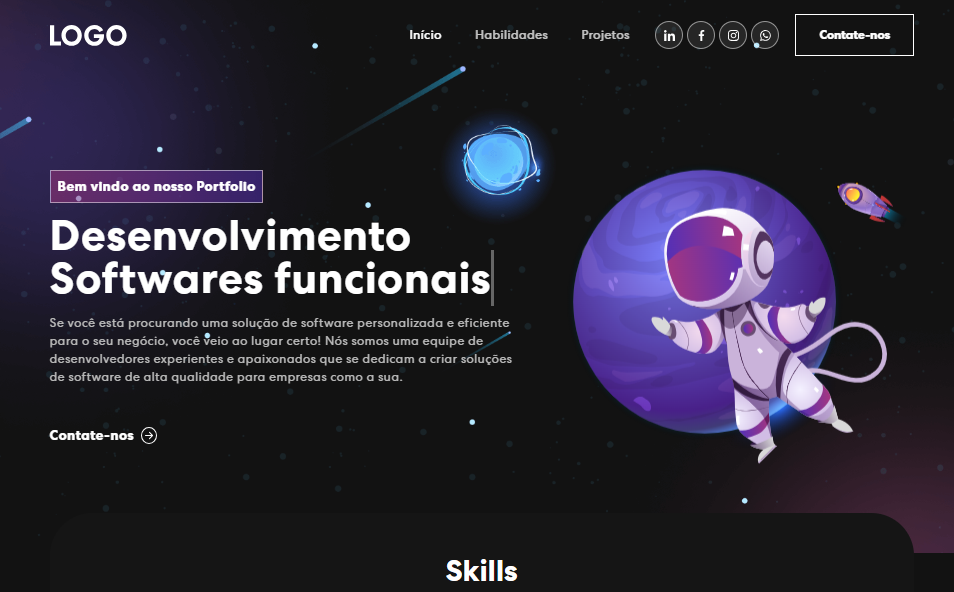 LOGO
Início
Habilidades
Projetos
in
f
Contate-nos
Bem vindo ao nosso Portfolio
Desenvolvimento
Softwares funcionais
Se você está procurando uma solução de software personalizada e eficiente
para o seu negócio, você veio ao lugar certo! Nós somos uma equipe de
desenvolvedores experientes e apaixonados que se dedicam a criar soluções
de software de alta qualidade para empresas como a sua.
Contate-nos
Skills